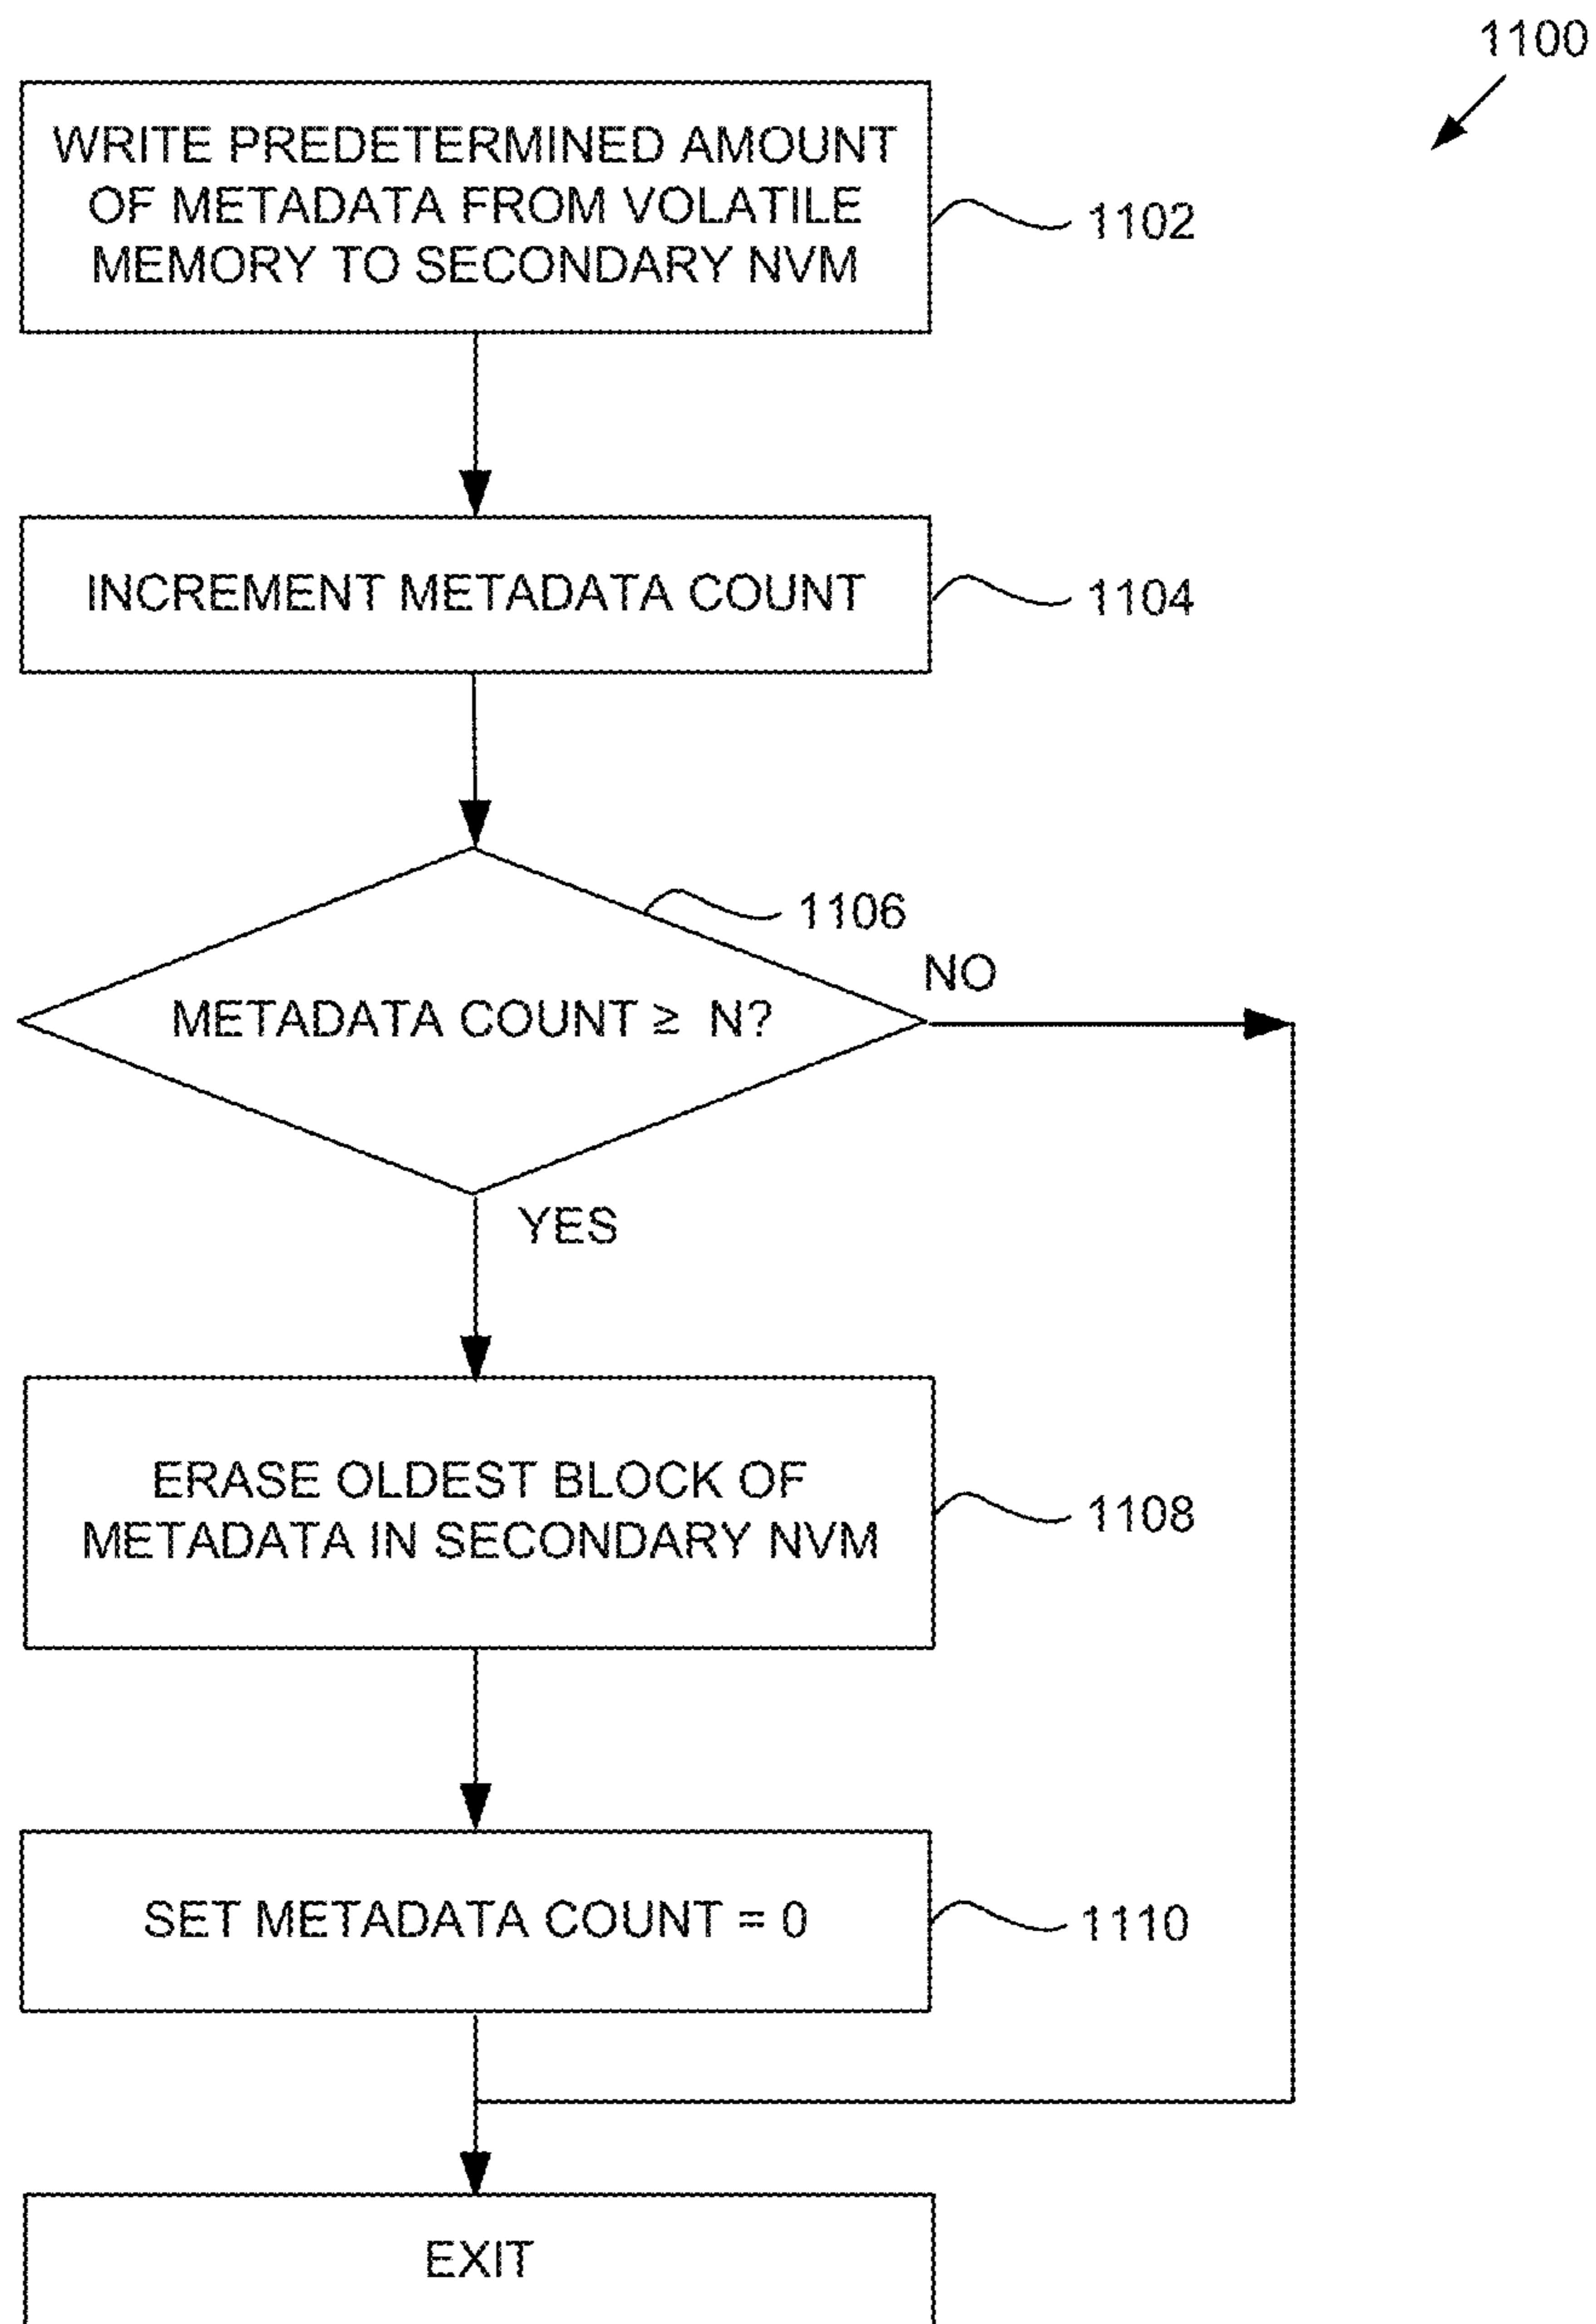 1100
WRITE PREDETERMINED AMOUNT
OF METADATA FROM VOLATILE
MEMORY TO SECONDARY NVM
1102
INCREMENT METADATA COUNT
1104
1106
METADATA COUNT ≥ N?
NO
YES
ERASE OLDEST BLOCK OF
METADATA IN SECONDARY NVM
1108
SET METADATA COUNT = 0
1110
EXIT